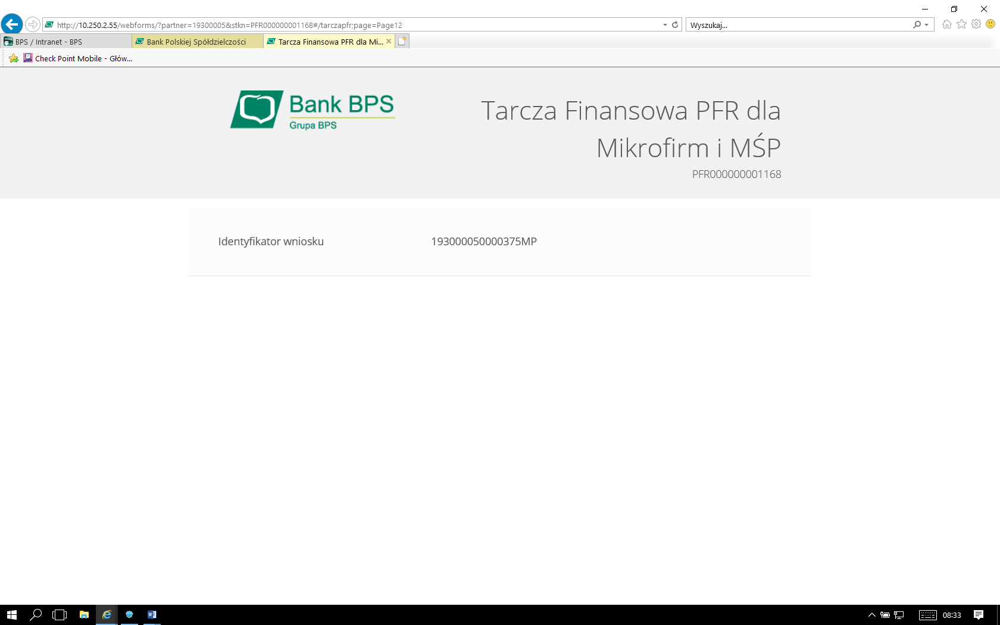 http://10.250.2.55/webforms/?partner=19300005&stkn=PFR000000001168#/tarczapfr;page=Page12
Wyszukaj...
BPS / Intranet - BPS
Bank Polskiej Spółdzielczości
Tarcza Finansowa PFR dla Mi...
Check Point Mobile - Głów...
Bank BPS
Grupa BPS
Tarcza Finansowa PFR dla
Mikrofirm i MŚP
PFR000000001168
Identyfikator wniosku 193000050000375MP
08:33